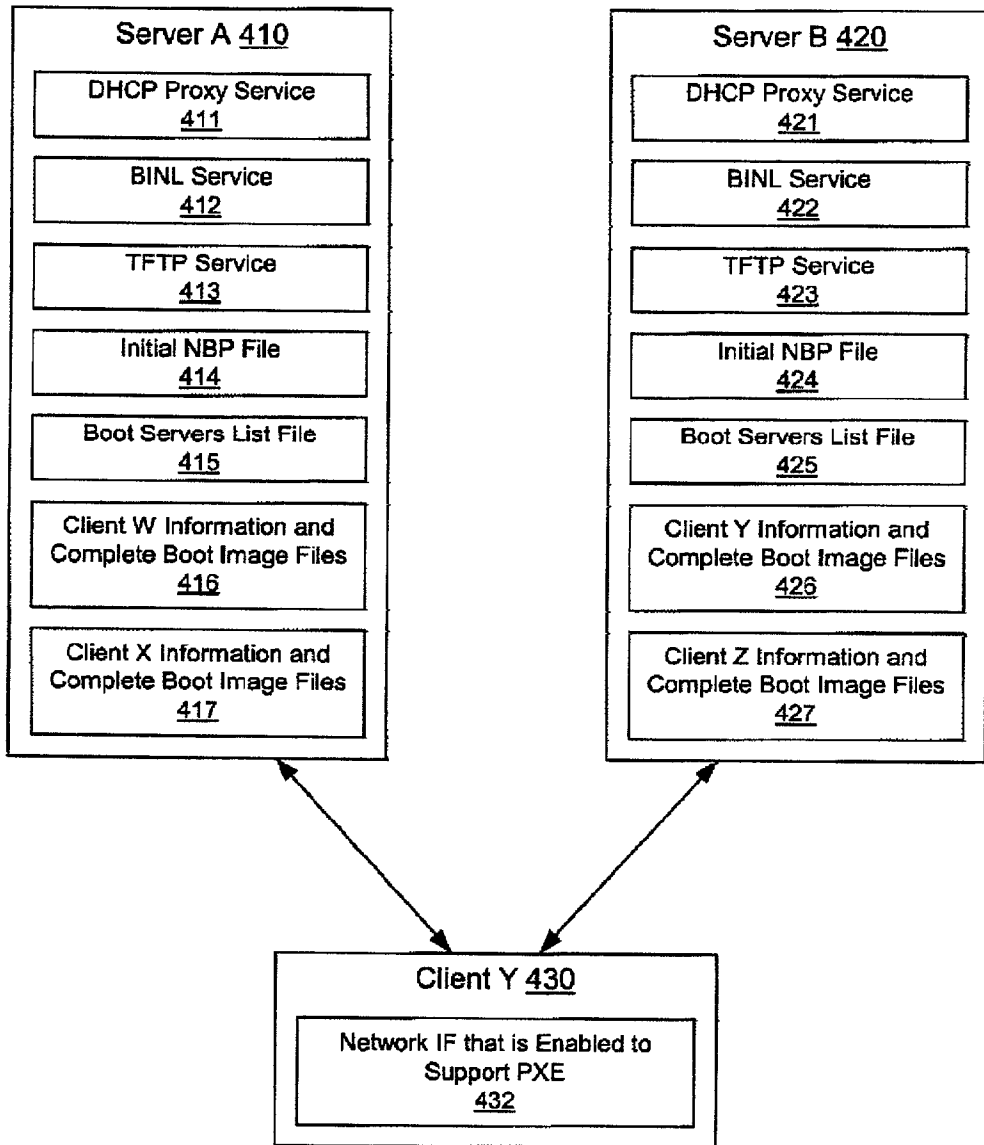 Server A 410
DHCP Proxy Service
411
BINL Service
412
TFTP Service
413
Initial NBP File
414
Boot Servers List File
415
Client W Information and
Complete Boot Image Files
416
Client X Information and
Complete Boot Image Files
417
Server B 420
DHCP Proxy Service
421
BINL Service
422
TFTP Service
423
Initial NBP File
424
Boot Servers List File
425
Client Y Information and
Complete Boot Image Files
426
Client Z Information and
Complete Boot Image Files
427
Client Y 430
Network IF that is Enabled to
Support PXE
432